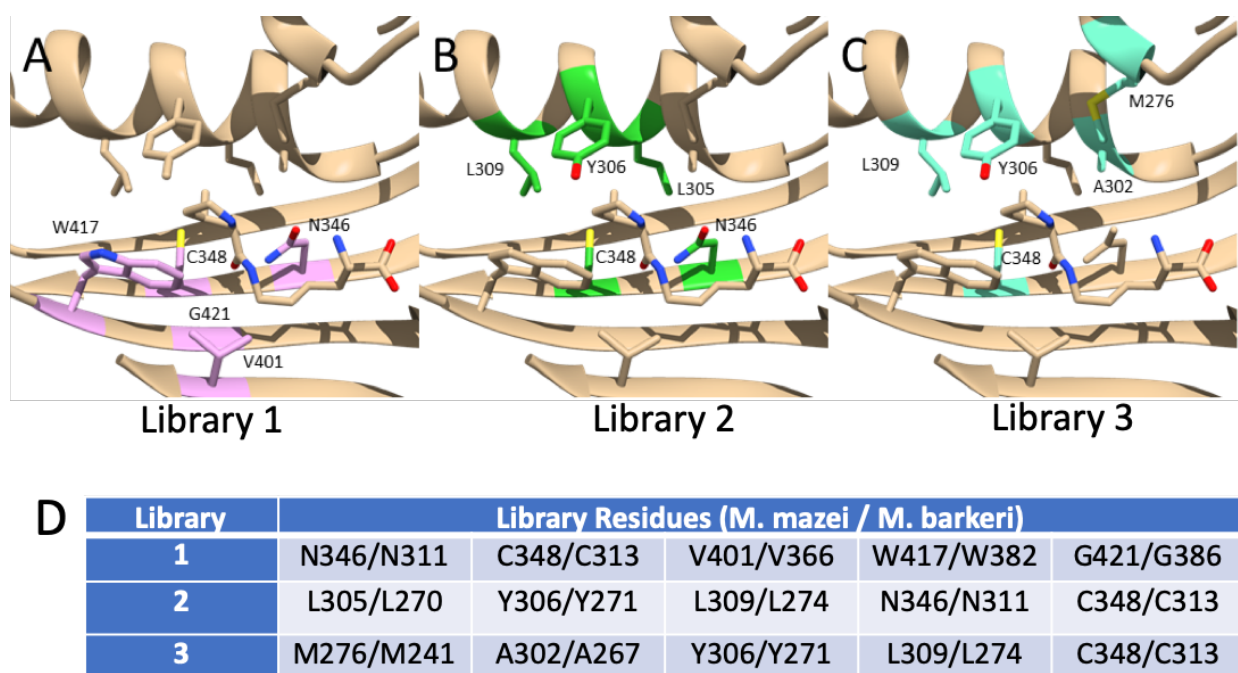 A
B
C
M276
L309
Y306
L305
L309
Y306
A302
W417
N346
N346
C348
C348
C348
G421
V401
Library 1
Library 2
Library 3
D
Library Library Residues (M. mazei / M. barkeri)
1 N346/N311 C348/C313 V401/V366 W417/W382 G421/G386
2 L305/L270 Y306/Y271 L309/L274 N346/N311 C348/C313
3 M276/M241 A302/A267 Y306/Y271 L309/L274 C348/C313